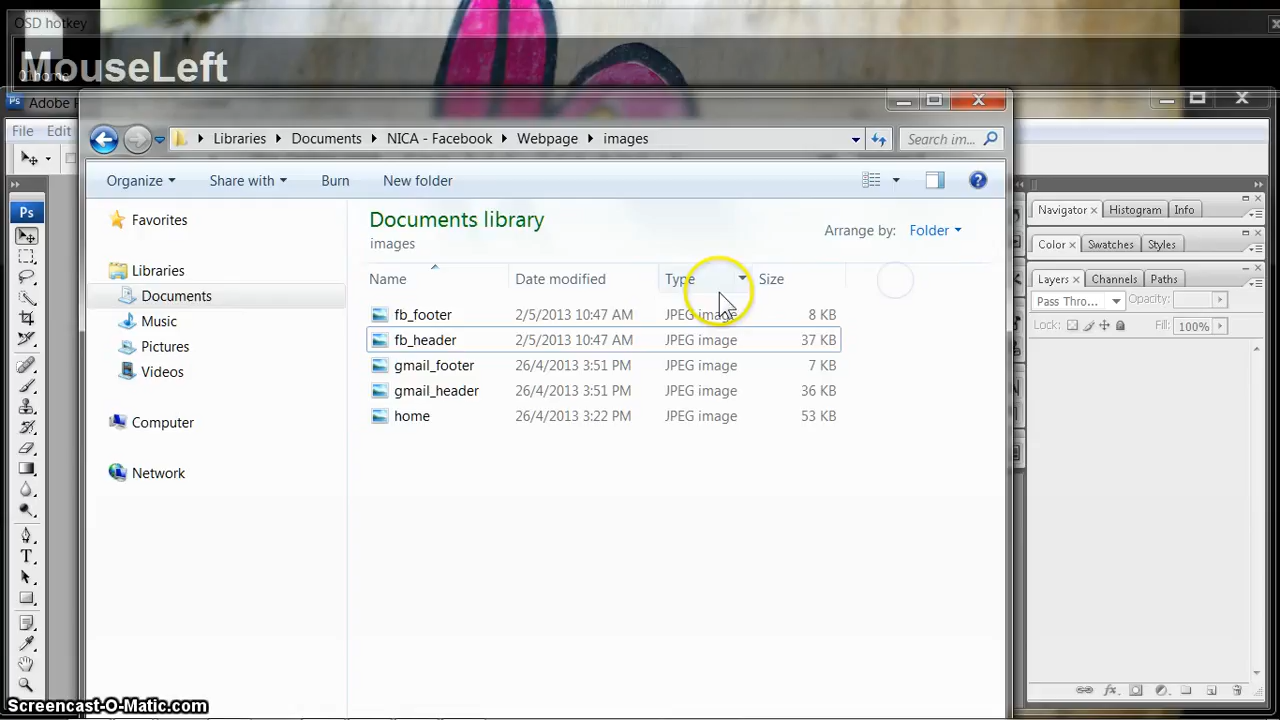 OSD hotkey
MouseLeft
01home
Ps Adobe
File Edit
Libraries Documents NICA - Facebook Webpage images
Search im...
Organize Share with Burn New folder
Ps
Favorites
Libraries
Documents
Music
Pictures
Videos
Computer
Network
Documents library
images
Arrange by: Folder
Name Date modified Type Size
fb_footer 2/5/2013 10:47 AM JPEG image 8 KB
fb_header 2/5/2013 10:47 AM JPEG image 37 KB
gmail_footer 26/4/2013 3:51 PM JPEG image 7 KB
gmail_header 26/4/2013 3:51 PM JPEG image 36 KB
home 26/4/2013 3:22 PM JPEG image 53 KB
Navigator Histogram Info
Color Swatches Styles
Layers Channels Paths
Pass Thro... Opacity:
Lock: Fill: 100%
Screencast-O-Matic.com